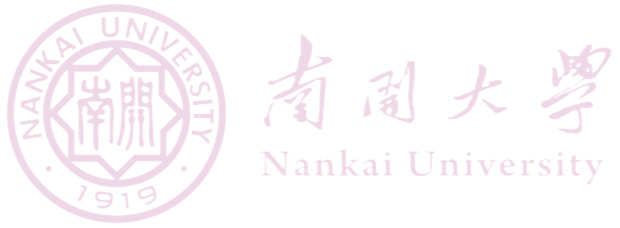 NANKAI UNIVERSITY
南開
1919
南開大學
Nankai University